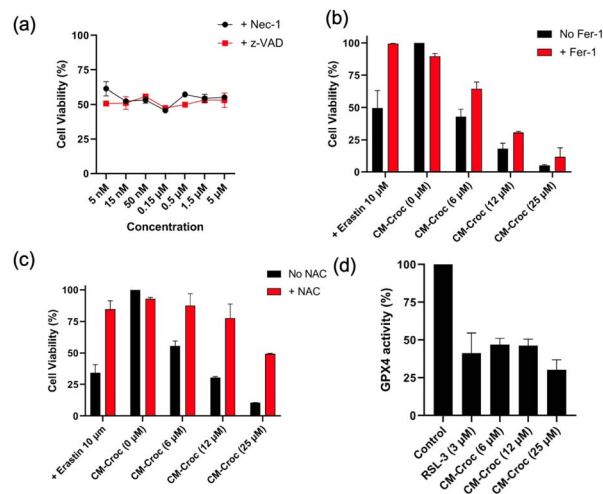 (a)
+ Nec-1
+ z-VAD
Cell Viability (%)
100
75
50
25
0
5 nM
15 nM
50 nM
0.15 μM
0.5 μM
1.5 μM
5 μM
Concentration
(b)
No Fer-1
+ Fer-1
Cell Viability (%)
100
75
50
25
0
+ Erastin 10 μM
CM-Croc (0 μM)
CM-Croc (6 μM)
CM-Croc (12 μM)
CM-Croc (25 μM)
(c)
No NAC
+ NAC
Cell Viability (%)
100
75
50
25
0
+ Erastin 10 μm
CM-Croc (0 μM)
CM-Croc (6 μM)
CM-Croc (12 μM)
CM-Croc (25 μM)
(d)
GPX4 activity (%)
100
75
50
25
0
Control
RSL-3 (3 μM)
CM-Croc (6 μM)
CM-Croc (12 μM)
CM-Croc (25 μM)